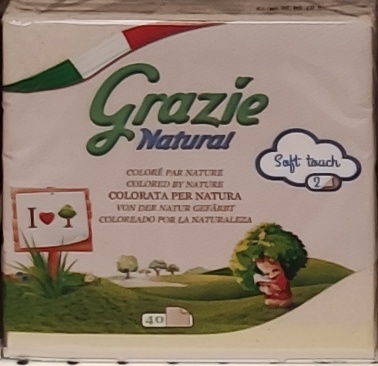 Grazie
Natural
Soft touch
2
COLORÉ PAR NATURE
COLORED BY NATURE
COLORATA PER NATURA
VON DER NATUR GEFÄRBT
COLOREADO POR LA NATURALEZA
I
40